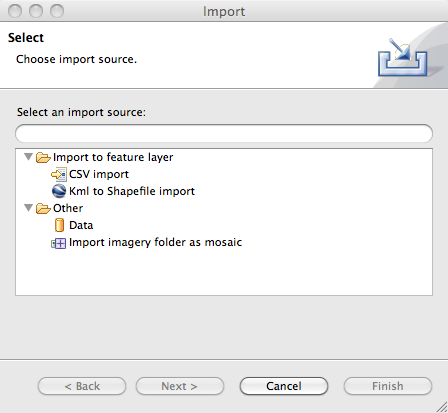 Import
Select
Choose import source.
Select an import source:
Import to feature layer
CSV import
Kml to Shapefile import
Other
Data
Import imagery folder as mosaic
< Back
Next >
Cancel
Finish